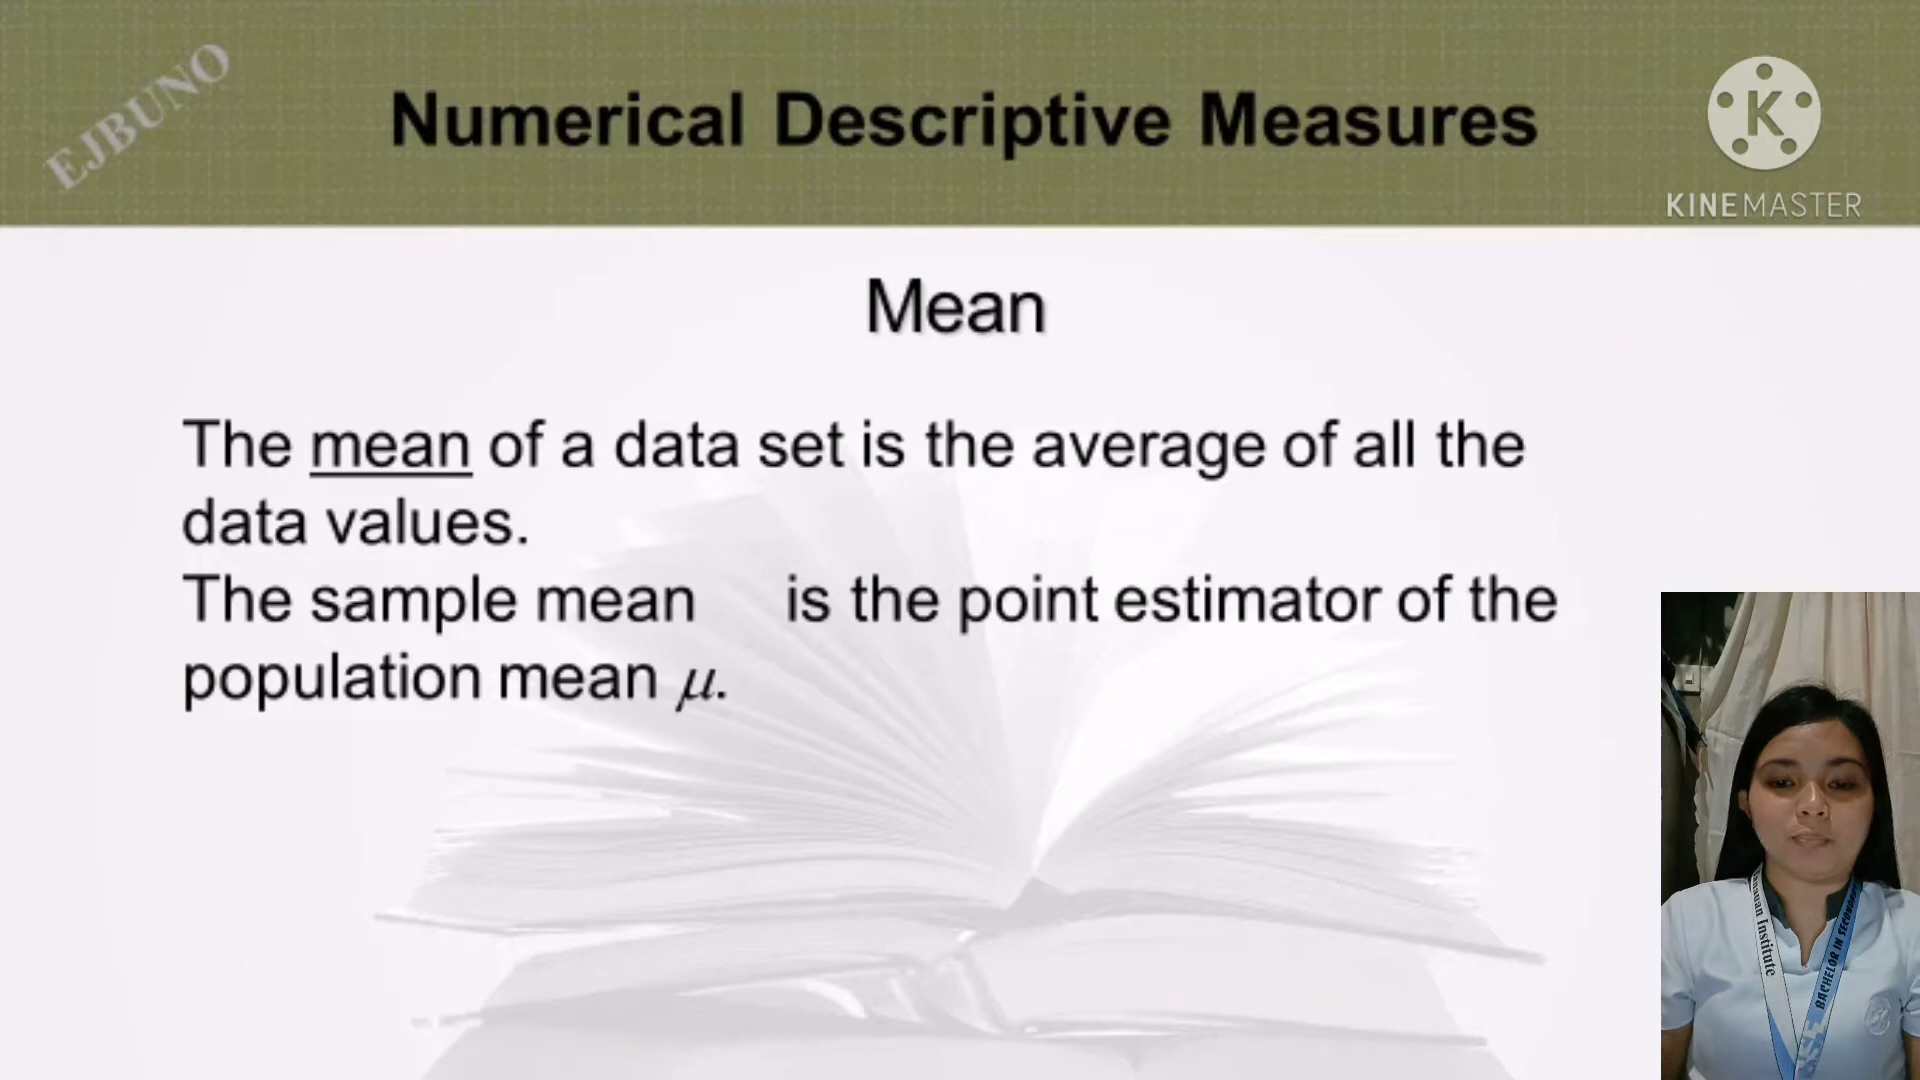 EJBUNO
Numerical Descriptive Measures
K
KINEMASTER
Mean
The mean of a data set is the average of all the
data values.
The sample mean is the point estimator of the
population mean μ.
Institute
BACHELOR IN